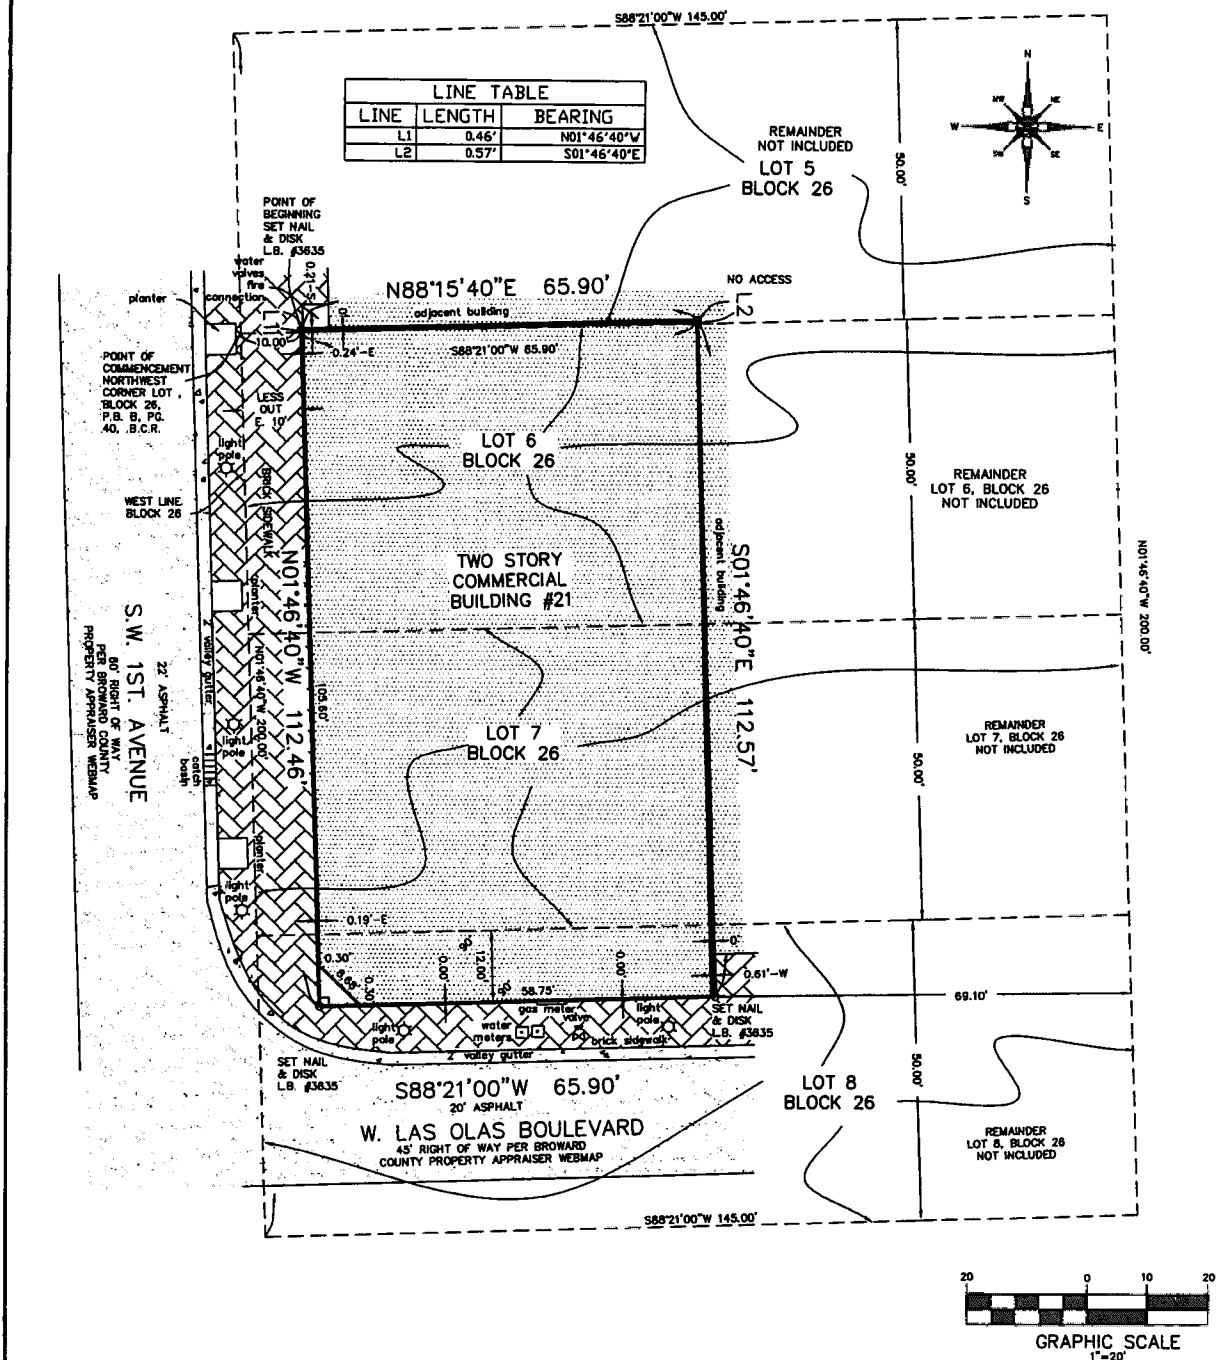 S88°21'00"W 145.00'
LINE TABLE
LINE LENGTH BEARING
L1 0.46' N01°46'40"W
L2 0.57' S01°46'40"E
N
NW NE
W E
SW SE
S
REMAINDER
NOT INCLUDED
LOT 5
BLOCK 26
50.00'
POINT OF
BEGINNING
SET NAIL
& DISK
L.B. #3635
water
valves
fire
connection
0.21'-S
planter
N88°15'40"E 65.90'
adjacent building
NO ACCESS
L2
L1
10.00'
0.24'-E
S88°21'00"W 65.90'
POINT OF
COMMENCEMENT
NORTHWEST
CORNER LOT
BLOCK 26,
P.B. B, PG.
40, .B.C.R.
LESS
OUT
E. 10'
light
pole
LOT 6
BLOCK 26
50.00'
REMAINDER
LOT 6, BLOCK 26
NOT INCLUDED
WEST LINE
BLOCK 26
BRICK SIDEWALK
N01°46'40"W 112.46'
TWO STORY
COMMERCIAL
BUILDING #21
adjacent building
S01°46'40"E 112.57'
N01°46'40"W 200.00'
planter
2' valley gutter
S.W. 1ST. AVENUE
22' ASPHALT
60' RIGHT OF WAY
PER BROWARD COUNTY
PROPERTY APPRAISER WEBMAP
N01°46'40"W 200.00'
105.60'
light
pole
catch
basin
LOT 7
BLOCK 26
50.00'
REMAINDER
LOT 7, BLOCK 26
NOT INCLUDED
planter
light
pole
0.19'-E
0.30'
0.30'
0.00'
12.00'
0.00'
0'
0.61'-W
58.75'
69.10'
gas meter
valve
light
pole
water
meters
light
pole
brick sidewalk
valley gutter
SET NAIL
& DISK
L.B. #3635
SET NAIL
& DISK
L.B. #3635
S88°21'00"W 65.90'
20' ASPHALT
W. LAS OLAS BOULEVARD
45' RIGHT OF WAY PER BROWARD
COUNTY PROPERTY APPRAISER WEBMAP
LOT 8
BLOCK 26
50.00'
REMAINDER
LOT 8, BLOCK 26
NOT INCLUDED
S88°21'00"W 145.00'
20 0 10 20
GRAPHIC SCALE
1"=20'